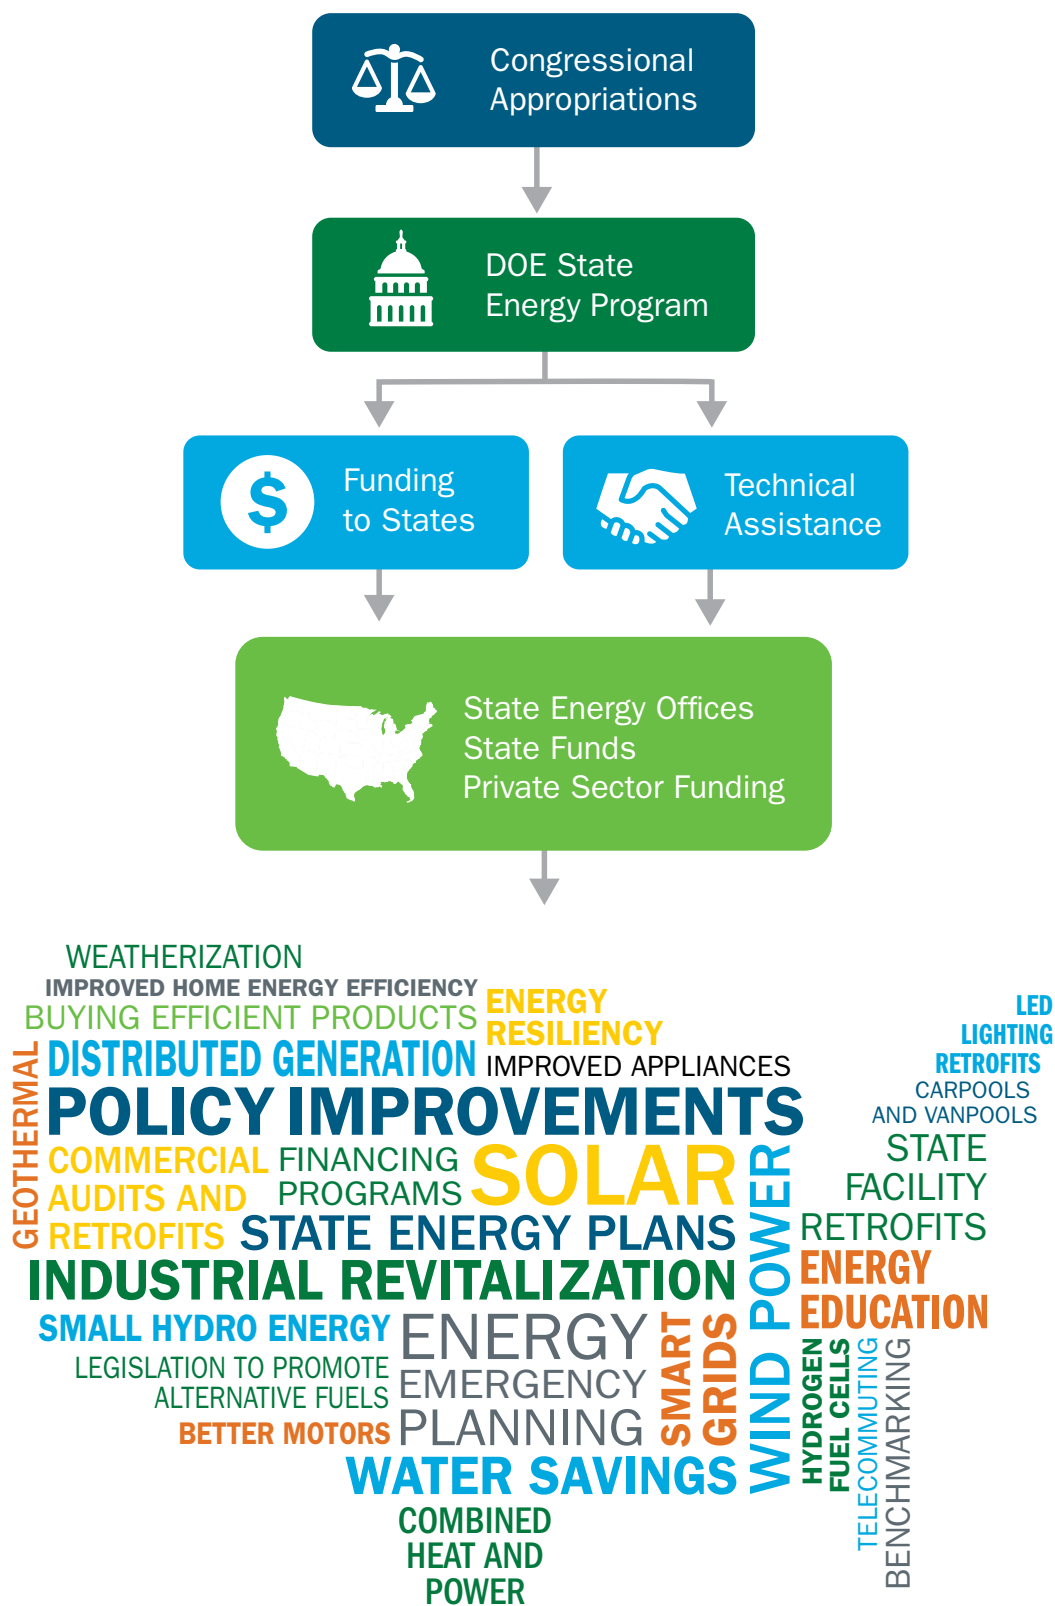 Congressional
Appropriations
DOE State
Energy Program
$
Funding
to States
Technical
Assistance
State Energy Offices
State Funds
Private Sector Funding
WEATHERIZATION
IMPROVED HOME ENERGY EFFICIENCY
BUYING EFFICIENT PRODUCTS
ENERGY
RESILIENCY
GEOTHERMAL
DISTRIBUTED GENERATION
IMPROVED APPLIANCES
POLICY IMPROVEMENTS
COMMERCIAL
AUDITS AND
RETROFITS
FINANCING
PROGRAMS
SOLAR
STATE ENERGY PLANS
INDUSTRIAL REVITALIZATION
SMALL HYDRO ENERGY
LEGISLATION TO PROMOTE
ALTERNATIVE FUELS
BETTER MOTORS
ENERGY
EMERGENCY
PLANNING
SMART
GRIDS
WIND POWER
WATER SAVINGS
COMBINED
HEAT AND
POWER
LED
LIGHTING
RETROFITS
CARPOOLS
AND VANPOOLS
STATE
FACILITY
RETROFITS
ENERGY
EDUCATION
HYDROGEN
FUEL CELLS
TELECOMMUTING
BENCHMARKING